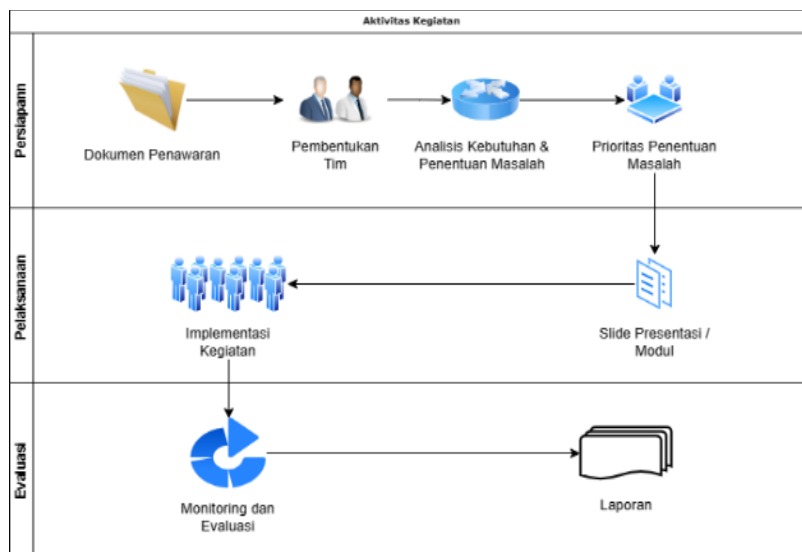 Aktivitas Kegiatan
Persiapann
Dokumen Penawaran
Pembentukan
Tim
Analisis Kebutuhan &
Penentuan Masalah
Prioritas Penentuan
Masalah
Pelaksanaan
Implementasi
Kegiatan
Slide Presentasi /
Modul
Evaluasi
Monitoring dan
Evaluasi
Laporan